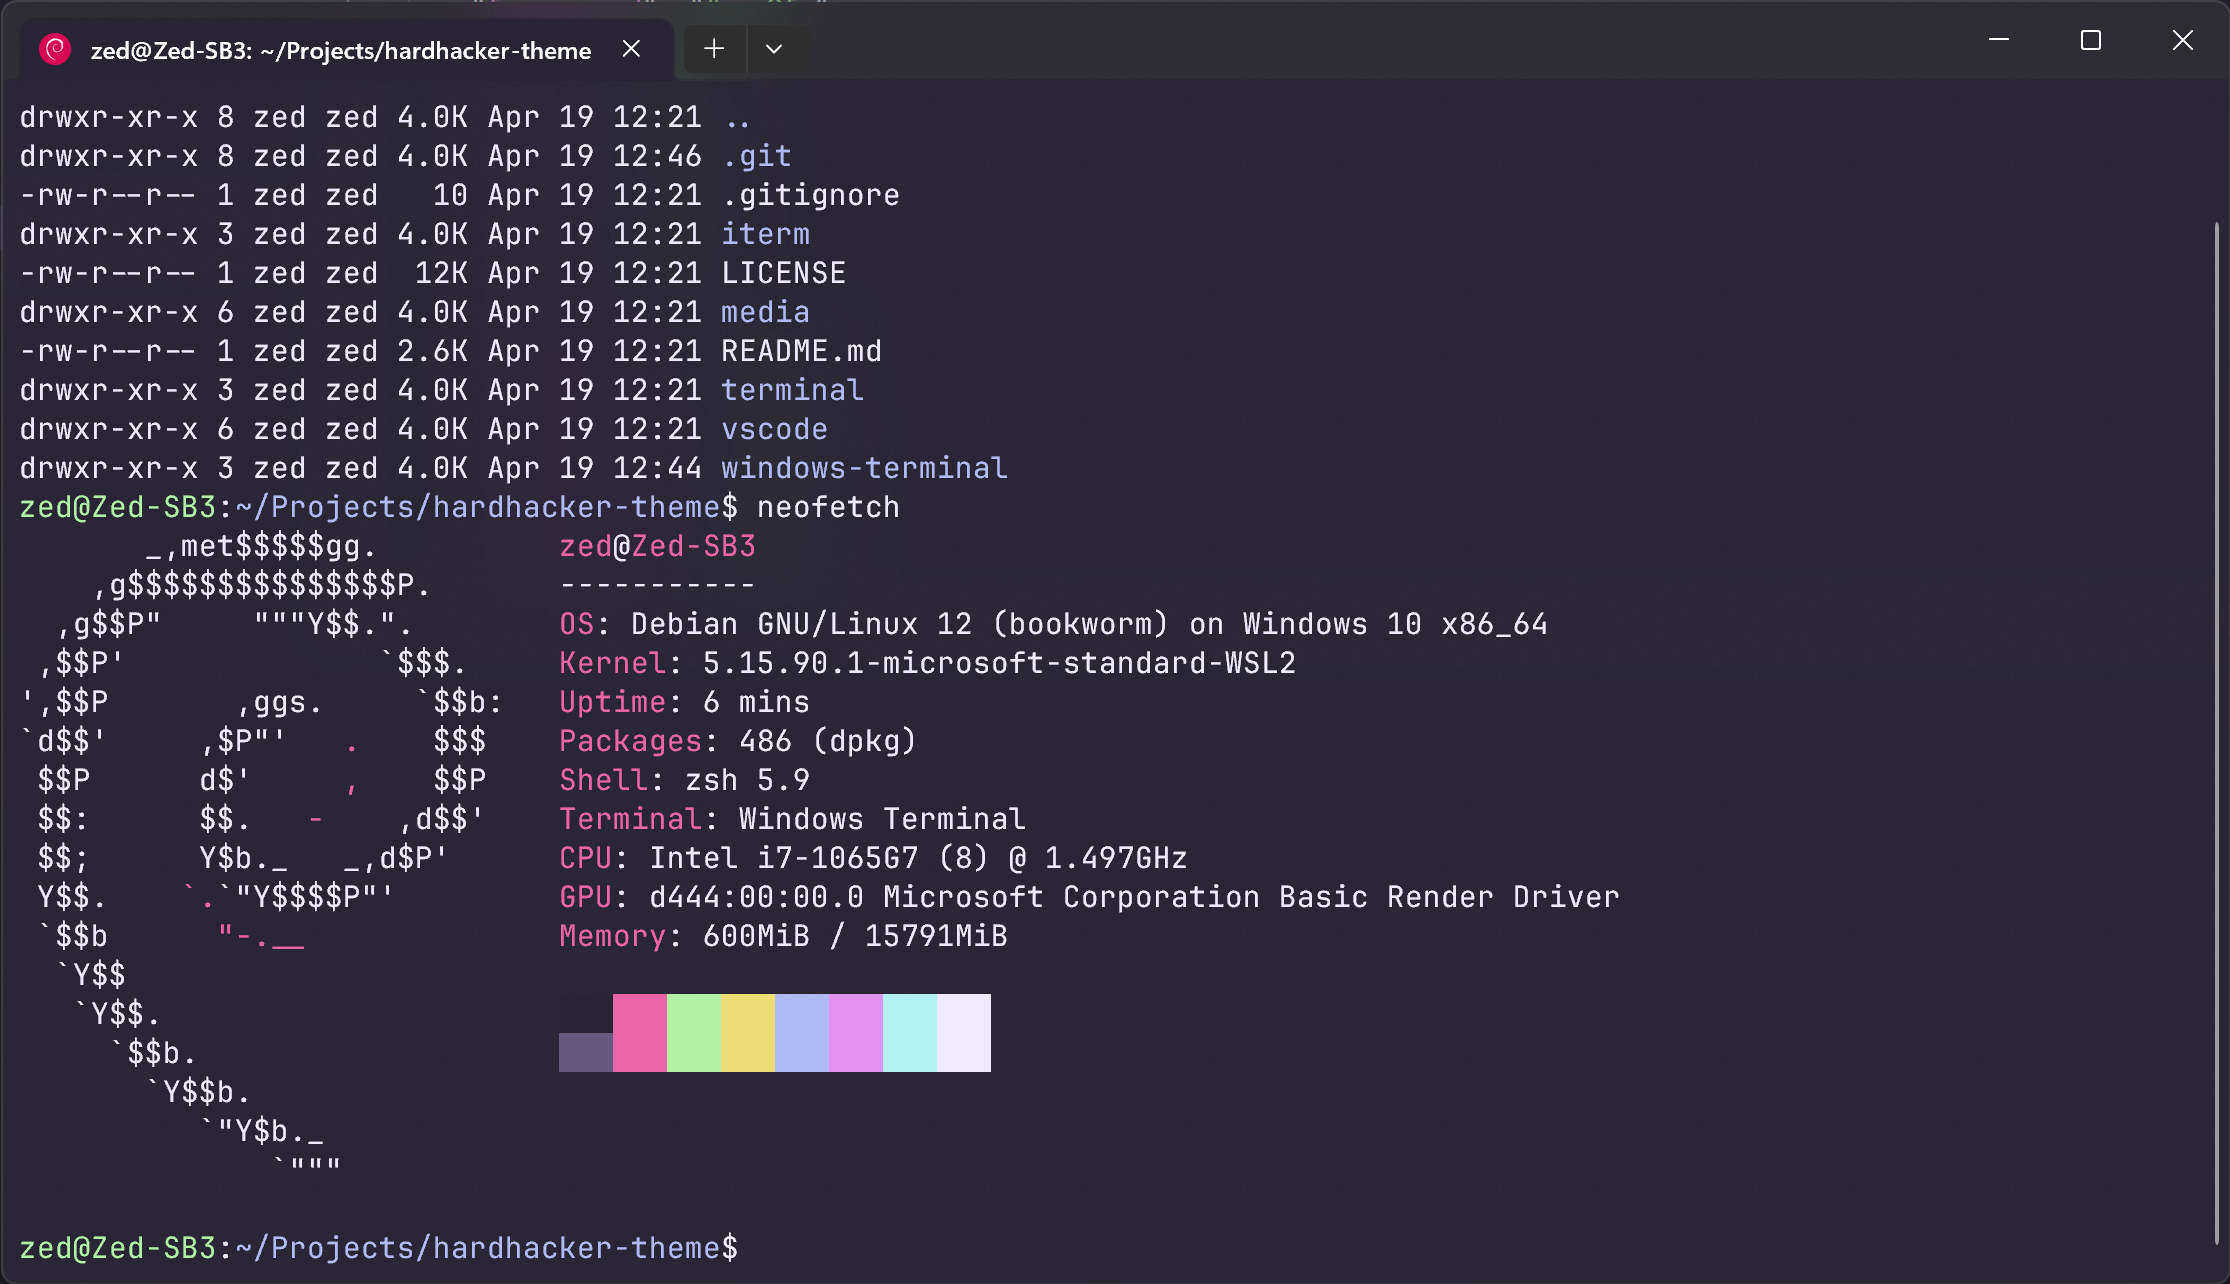 zed@Zed-SB3: ~/Projects/hardhacker-theme
drwxr-xr-x 8 zed zed 4.0K Apr 19 12:21 ..
drwxr-xr-x 8 zed zed 4.0K Apr 19 12:46 .git
-rw-r--r-- 1 zed zed   10 Apr 19 12:21 .gitignore
drwxr-xr-x 3 zed zed 4.0K Apr 19 12:21 iterm
-rw-r--r-- 1 zed zed  12K Apr 19 12:21 LICENSE
drwxr-xr-x 6 zed zed 4.0K Apr 19 12:21 media
-rw-r--r-- 1 zed zed 2.6K Apr 19 12:21 README.md
drwxr-xr-x 3 zed zed 4.0K Apr 19 12:21 terminal
drwxr-xr-x 6 zed zed 4.0K Apr 19 12:21 vscode
drwxr-xr-x 3 zed zed 4.0K Apr 19 12:44 windows-terminal
zed@Zed-SB3:~/Projects/hardhacker-theme$ neofetch
       _,met$$$$$gg.          zed@Zed-SB3
    ,g$$$$$$$$$$$$$$$P.       -----------
  ,g$$P"     """Y$$.".        OS: Debian GNU/Linux 12 (bookworm) on Windows 10 x86_64
 ,$$P'              `$$$.     Kernel: 5.15.90.1-microsoft-standard-WSL2
',$$P       ,ggs.     `$$b:   Uptime: 6 mins
`d$$'     ,$P"'   .    $$$    Packages: 486 (dpkg)
 $$P      d$'     ,    $$P    Shell: zsh 5.9
 $$:      $$.   -    ,d$$'    Terminal: Windows Terminal
 $$;      Y$b._   _,d$P'      CPU: Intel i7-1065G7 (8) @ 1.497GHz
 Y$$.    `.`"Y$$$$P"'         GPU: d444:00:00.0 Microsoft Corporation Basic Render Driver
 `$$b      "-.__              Memory: 600MiB / 15791MiB
  `Y$$
   `Y$$.
     `$$b.
       `Y$$b.
          `"Y$b._
              `"""
zed@Zed-SB3:~/Projects/hardhacker-theme$